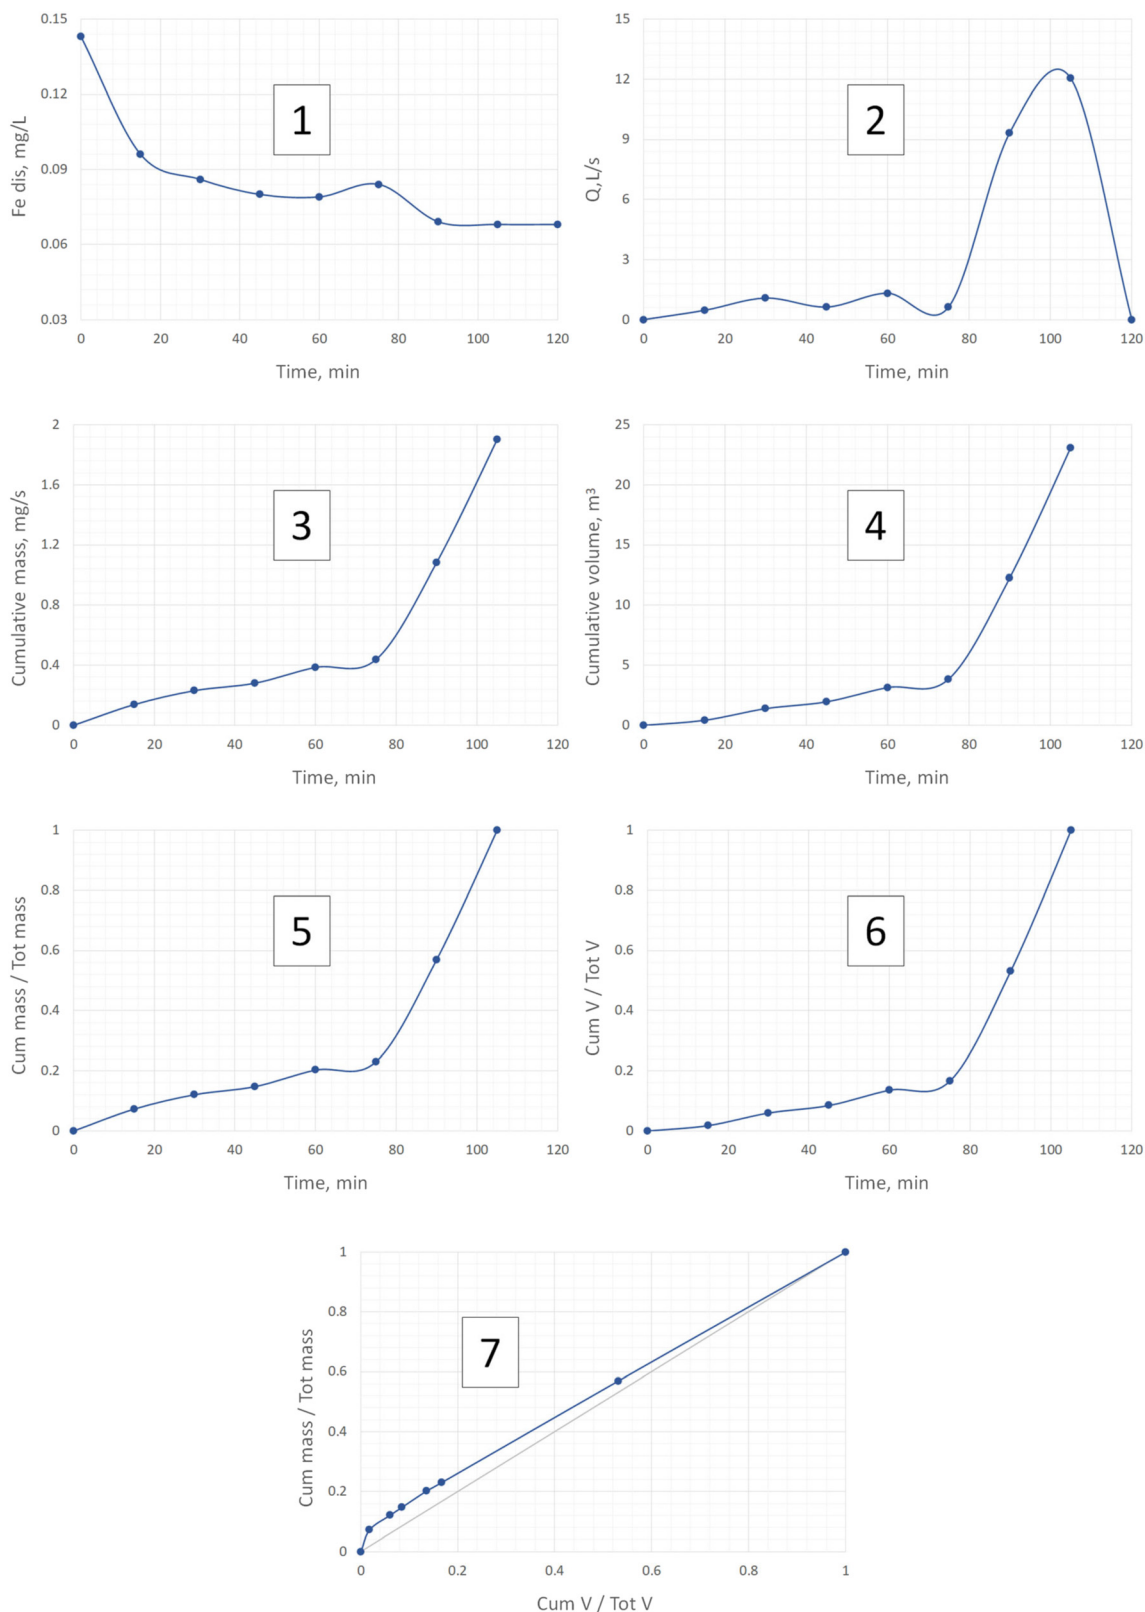 0.15
0.12
0.09
0.06
0.03
Fe dis, mg/L
1
0 20 40 60 80 100 120
Time, min
15
12
9
6
3
0
Q,L/s
2
0 20 40 60 80 100 120
Time, min
2
1.6
1.2
0.8
0.4
0
Cumulative mass, mg/s
3
0 20 40 60 80 100 120
Time, min
25
20
15
10
5
0
Cumulative volume, m³
4
0 20 40 60 80 100 120
Time, min
1
0.8
0.6
0.4
0.2
0
Cum mass / Tot mass
5
0 20 40 60 80 100 120
Time, min
1
0.8
0.6
0.4
0.2
0
Cum V / Tot V
6
0 20 40 60 80 100 120
Time, min
1
0.8
0.6
0.4
0.2
0
Cum mass / Tot mass
7
0 0.2 0.4 0.6 0.8 1
Cum V / Tot V